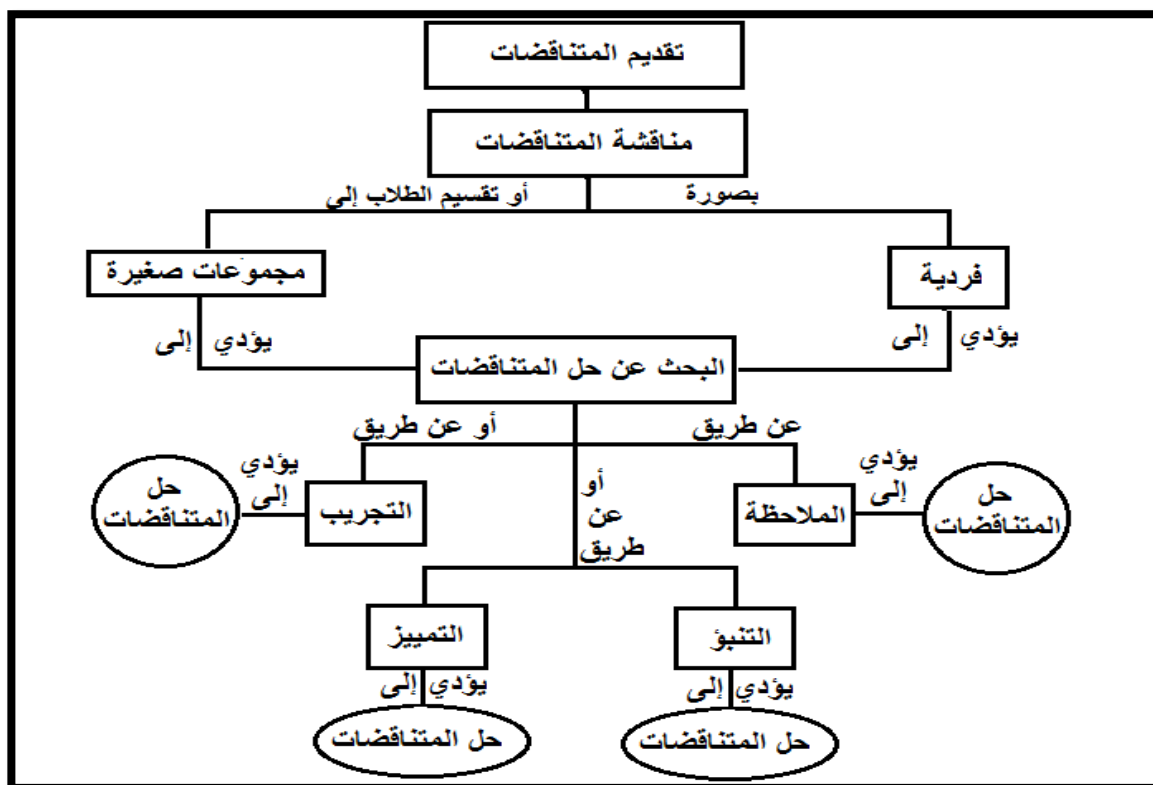 تقديم المتناقضات
مناقشة المتناقضات
بصورة
أو تقسيم الطلاب إلي
فردية
مجموعات صغيرة
يؤدي إلى
يؤدي إلى
البحث عن حل المتناقضات
عن طريق
أو عن طريق
أو
عن
طريق
الملاحظة
يؤدي
إلى
حل
المتناقضات
التجريب
يؤدي
إلى
حل
المتناقضات
التنبؤ
التمييز
يؤدي إلى
يؤدي إلى
حل المتناقضات
حل المتناقضات